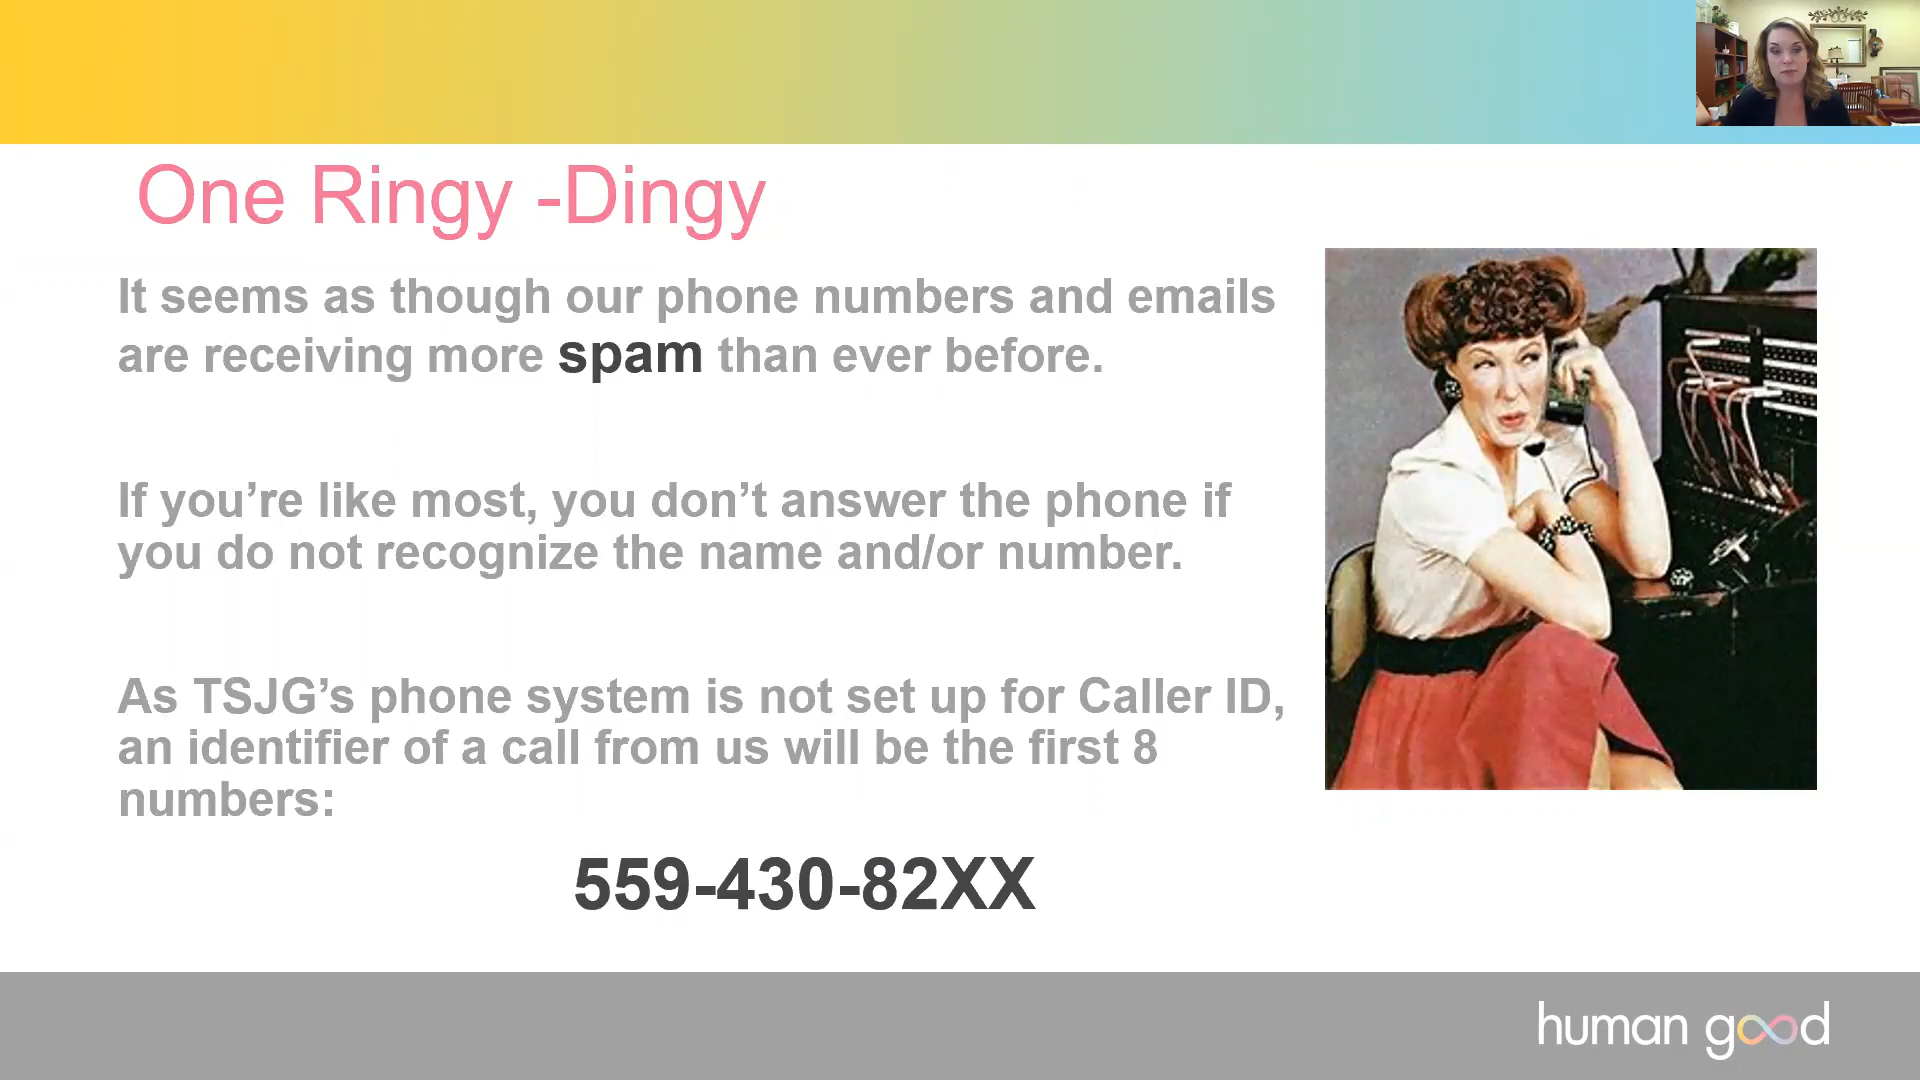 One Ringy -Dingy
It seems as though our phone numbers and emails
are receiving more spam than ever before.
If you’re like most, you don’t answer the phone if
you do not recognize the name and/or number.
As TSJG’s phone system is not set up for Caller ID,
an identifier of a call from us will be the first 8
numbers:
559-430-82XX
human good